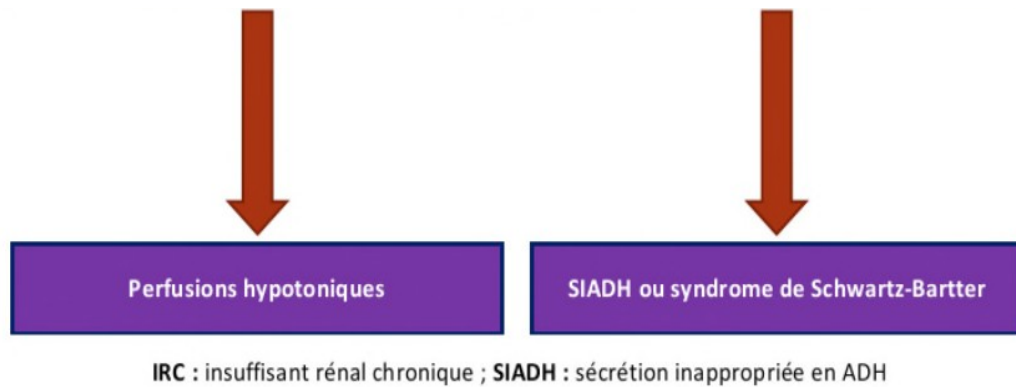 Perfusions hypotoniques
SIADH ou syndrome de Schwartz-Bartter
IRC : insuffisant rénal chronique ; SIADH : sécrétion inappropriée en ADH